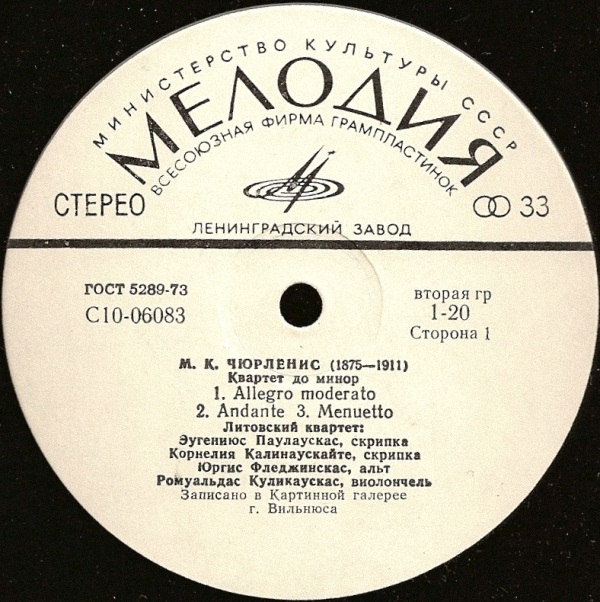 МИНИСТЕРСТВО КУЛЬТУРЫ СССР
МЕЛОДИЯ
ВСЕСОЮЗНАЯ ФИРМА ГРАМПЛАСТИНОК
СТЕРЕО
33
ЛЕНИНГРАДСКИЙ ЗАВОД
ГОСТ 5289-73
С10-06083
вторая гр
1-20
Сторона 1
М. К. ЧЮРЛЕНИС (1875—1911)
Квартет до минор
1. Allegro moderato
2. Andante 3. Menuetto
Литовский квартет:
Эугениюс Паулаускас, скрипка
Корнелия Калинаускайте, скрипка
Юргис Фледжинскас, альт
Ромуальдас Куликаускас, виолончель
Записано в Картинной галерее
г. Вильнюса